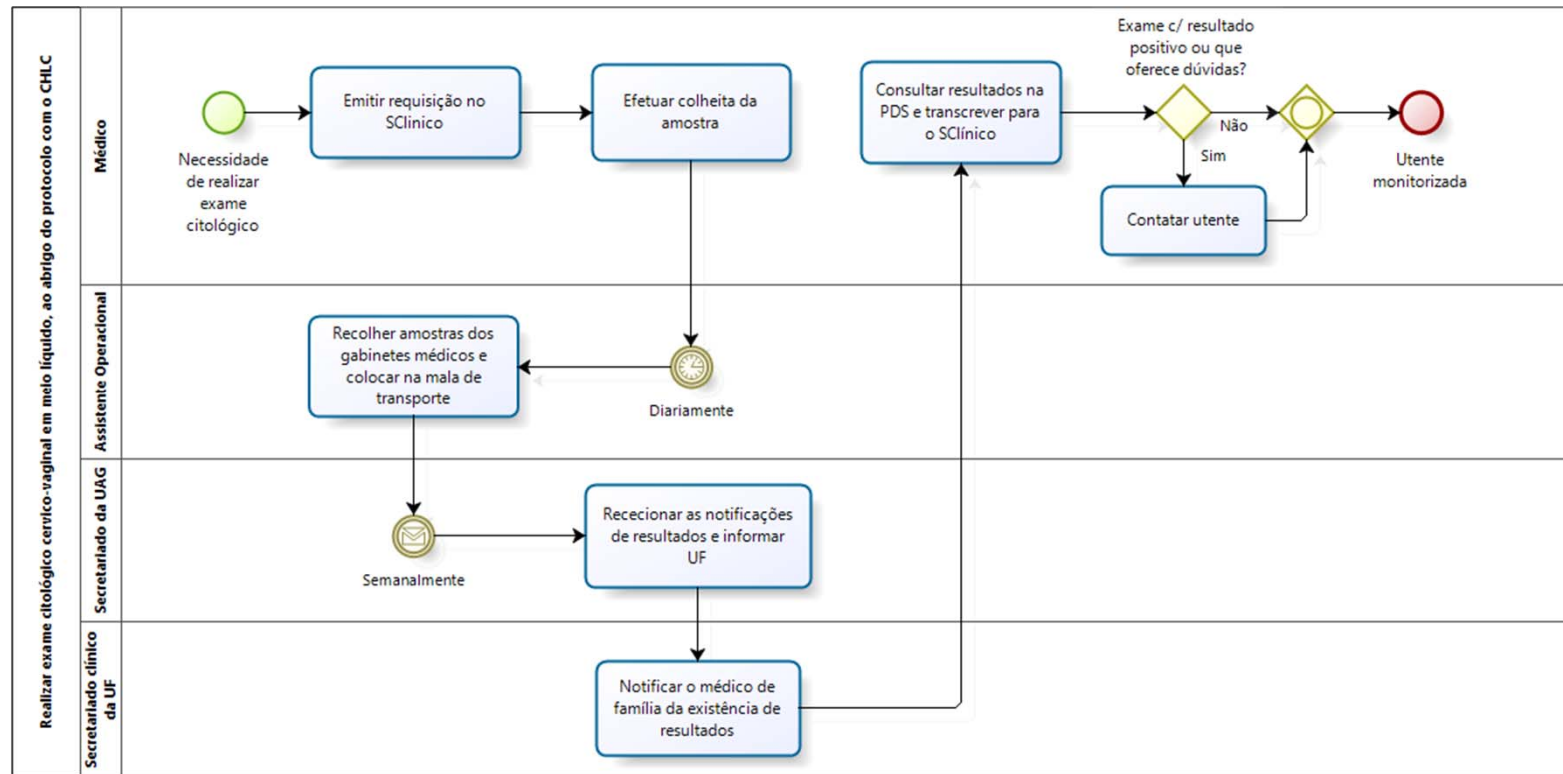 Realizar exame citológico cervico-vaginal em meio líquido, ao abrigo do protocolo com o CHLC
Médico
Necessidade
de realizar
exame
citológico
Emitir requisição no
SClinico
Efetuar colheita da
amostra
Consultar resultados na
PDS e transcrever para
o SClínico
Exame c/ resultado
positivo ou que
oferece dúvidas?
Não
Sim
Contatar utente
Utente
monitorizada
Assistente Operacional
Recolher amostras dos
gabinetes médicos e
colocar na mala de
transporte
Diariamente
Secretariado da UAG
Semanalmente
Rececionar as notificações
de resultados e informar
UF
Secretariado clínico
da UF
Notificar o médico de
família da existência de
resultados